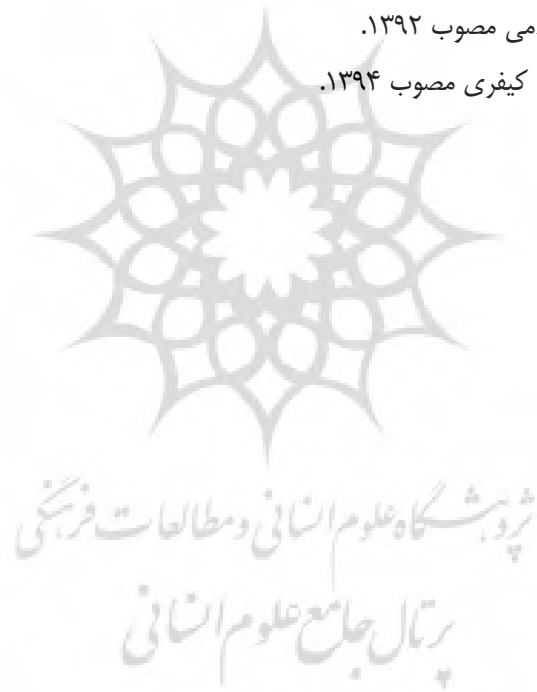 می مصوب ۱۳۹۲.
کیفری مصوب ۱۳۹۴.
پژوهشگاه علوم انسانی و مطالعات فرهنگی
پرتال جامع علوم انسانی